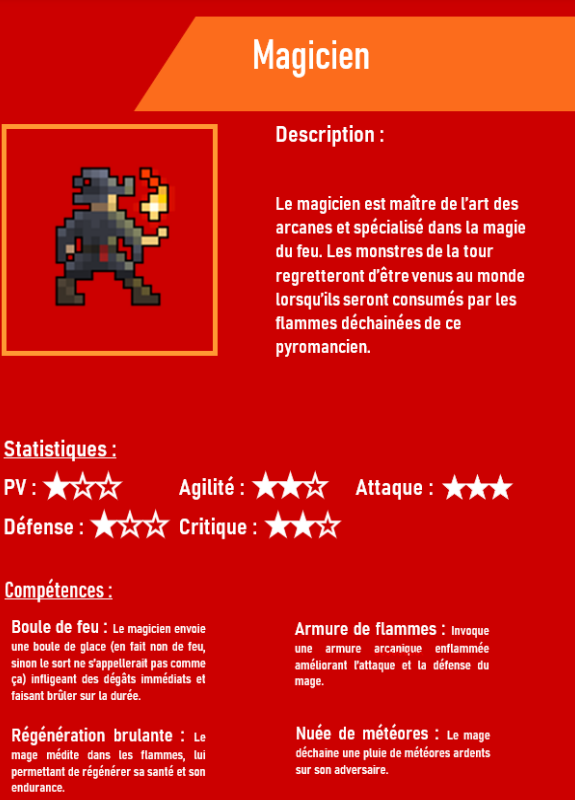 Magicien
Description :
Le magicien est maître de l'art des
arcanes et spécialisé dans la magie
du feu. Les monstres de la tour
regretteront d'être venus au monde
lorsqu'ils seront consumés par les
flammes déchainées de ce
pyromancien.
Statistiques :
PV : ★☆☆ Agilité : ★★☆ Attaque : ★★★
Défense : ★☆☆ Critique : ★★☆
Compétences :
Boule de feu : Le magicien envoie
une boule de glace (en fait non de feu,
sinon le sort ne s'appellerait pas comme
ça) infligeant des dégâts immédiats et
faisant brûler sur la durée.
Armure de flammes : Invoque
une armure arcanique enflammée
améliorant l'attaque et la défense du
mage.
Régénération brulante : Le
mage médite dans les flammes, lui
permettant de régénérer sa santé et son
endurance.
Nuée de météores : Le mage
déchaine une pluie de météores ardents
sur son adversaire.